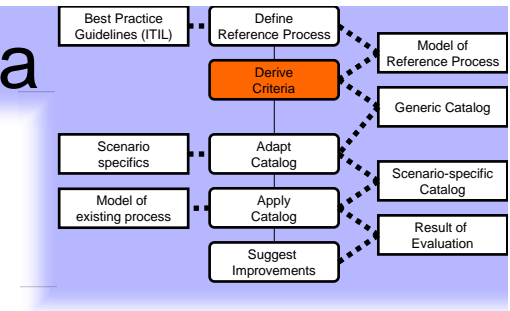 a
Best Practice
Guidelines (ITIL)
Define
Reference Process
Model of
Reference Process
Derive
Criteria
Generic Catalog
Scenario
specifics
Adapt
Catalog
Scenario-specific
Catalog
Model of
existing process
Apply
Catalog
Result of
Evaluation
Suggest
Improvements